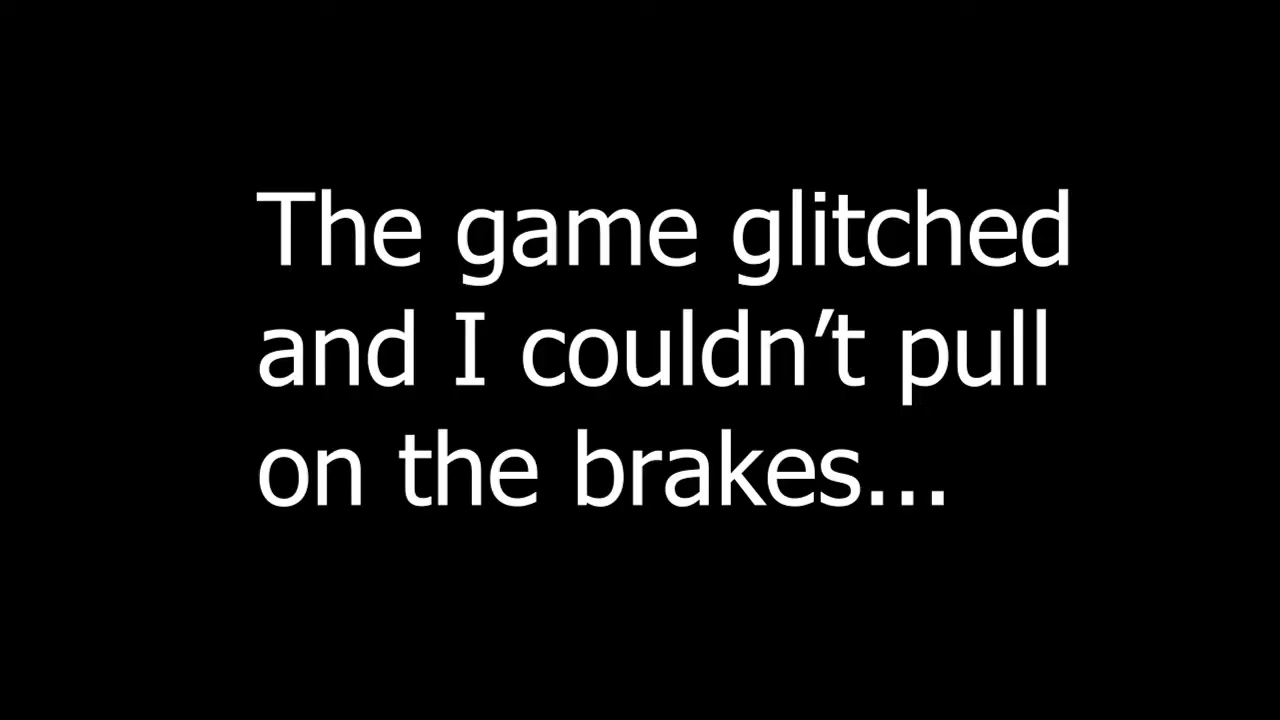 The game glitched
and I couldn’t pull
on the brakes...